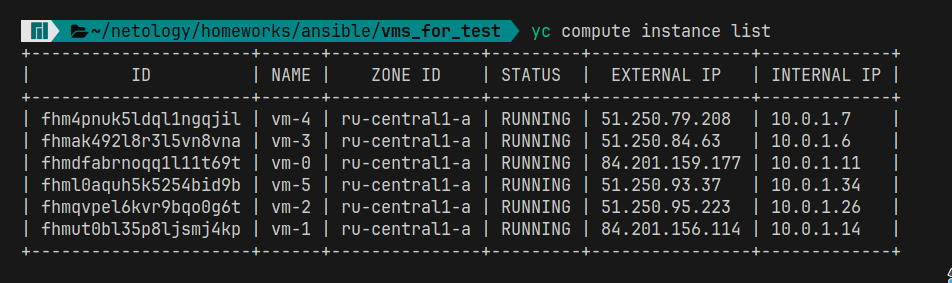 ~/netology/homeworks/ansible/vms_for_test yc compute instance list
+----------------------+------+---------------+---------+----------------+-------------+
| ID | NAME | ZONE ID | STATUS | EXTERNAL IP | INTERNAL IP |
+----------------------+------+---------------+---------+----------------+-------------+
| fhm4pnuk5ldql1ngqjil | vm-4 | ru-central1-a | RUNNING | 51.250.79.208 | 10.0.1.7 |
| fhmak492l8r3l5vn8vna | vm-3 | ru-central1-a | RUNNING | 51.250.84.63 | 10.0.1.6 |
| fhmdfabrnoqq1l11t69t | vm-0 | ru-central1-a | RUNNING | 84.201.159.177 | 10.0.1.11 |
| fhml0aquh5k5254bid9b | vm-5 | ru-central1-a | RUNNING | 51.250.93.37 | 10.0.1.34 |
| fhmqvpel6kvr9bqo0g6t | vm-2 | ru-central1-a | RUNNING | 51.250.95.223 | 10.0.1.26 |
| fhmut0bl35p8ljsmj4kp | vm-1 | ru-central1-a | RUNNING | 84.201.156.114 | 10.0.1.14 |
+----------------------+------+---------------+---------+----------------+-------------+